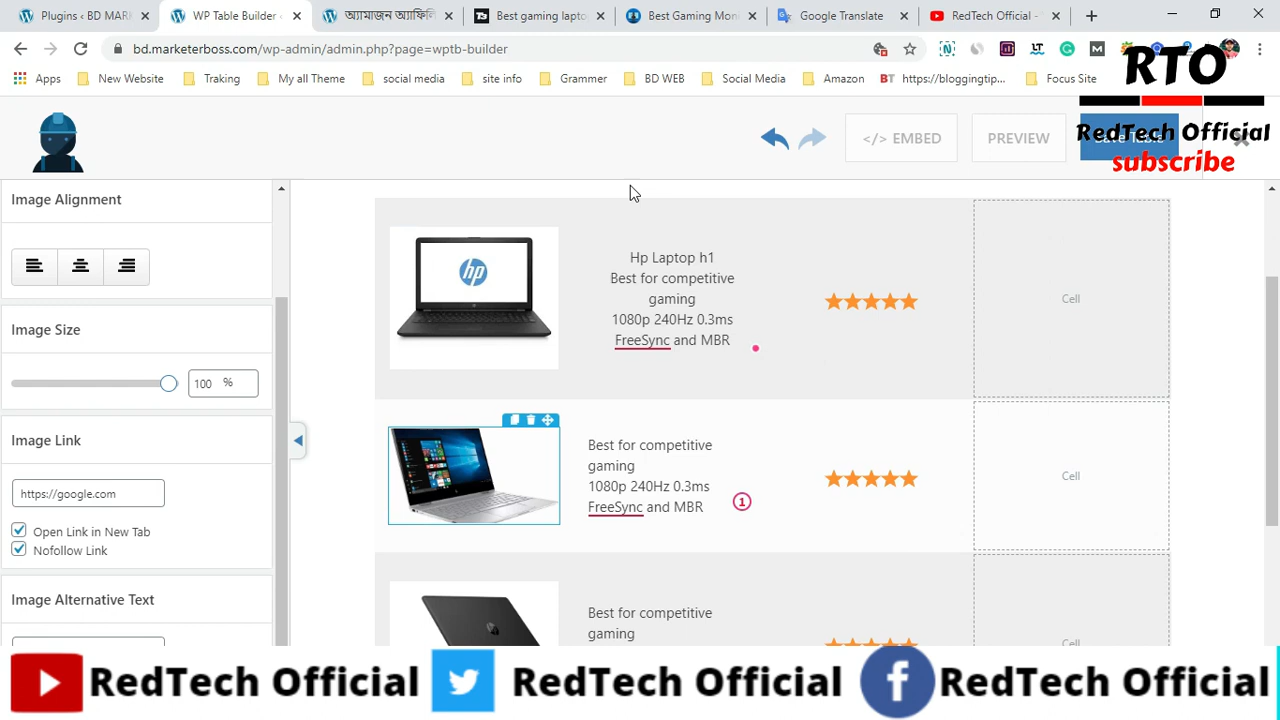 Plugins ‹ BD MAR
WP Table Builder ‹
অ্যামাজন অ্যাফিলি
Best gaming lapto
Best Gaming Mon
Google Translate
RedTech Official -
bd.marketerboss.com/wp-admin/admin.php?page=wptb-builder
Apps
New Website
Traking
My all Theme
social media
site info
Grammer
BD WEB
Social Media
Amazon
https://bloggingtip...
Focus Site
RTO
RedTech Official
subscribe
</> EMBED
PREVIEW
Image Alignment
Image Size
100 %
Image Link
https://google.com
Open Link in New Tab
Nofollow Link
Image Alternative Text
hp
Hp Laptop h1
Best for competitive
gaming
1080p 240Hz 0.3ms
FreeSync and MBR
Cell
Best for competitive
gaming
1080p 240Hz 0.3ms
FreeSync and MBR
1
Cell
Best for competitive
gaming
Cell
RedTech Official
RedTech Official
RedTech Official